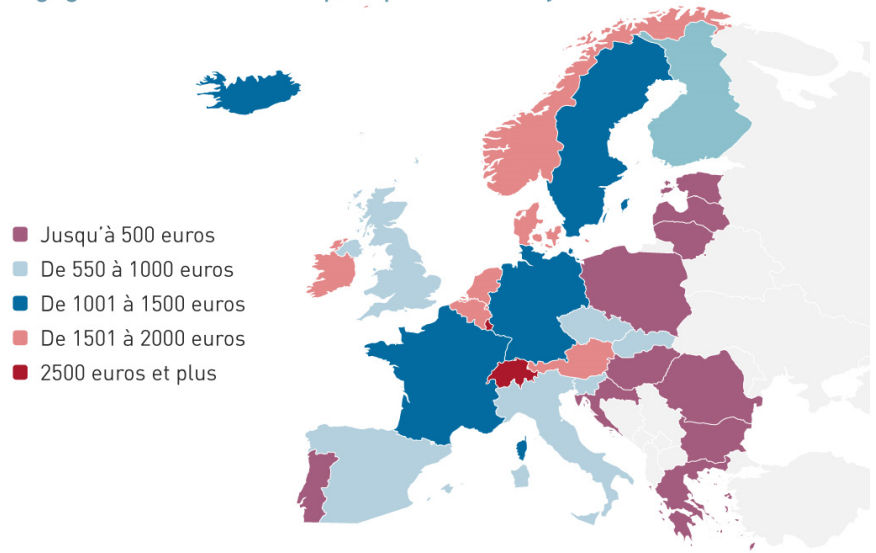 Jusqu'à 500 euros
De 550 à 1000 euros
De 1001 à 1500 euros
De 1501 à 2000 euros
2500 euros et plus